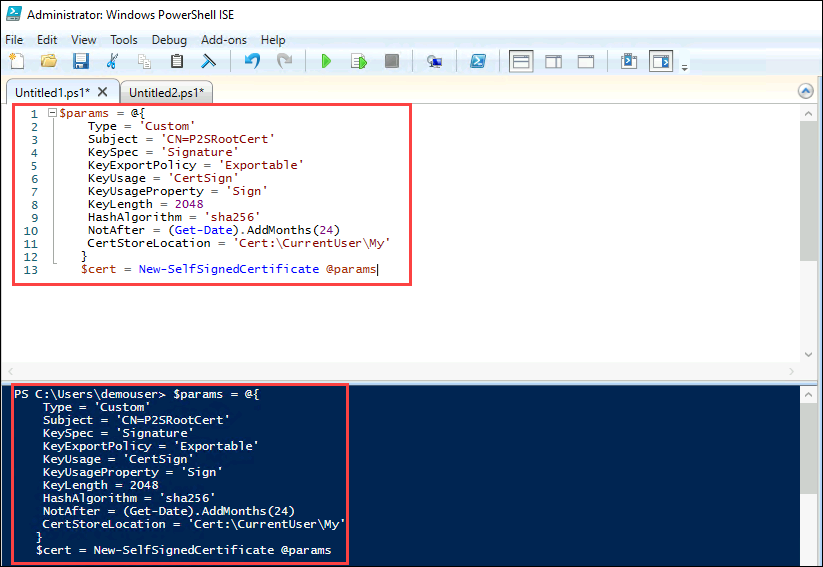 Administrator: Windows PowerShell ISE
File Edit View Tools Debug Add-ons Help
Untitled1.ps1* Untitled2.ps1*
1 $params = @{
2 Type = 'Custom'
3 Subject = 'CN=P2SRootCert'
4 KeySpec = 'Signature'
5 KeyExportPolicy = 'Exportable'
6 KeyUsage = 'CertSign'
7 KeyUsageProperty = 'Sign'
8 KeyLength = 2048
9 HashAlgorithm = 'sha256'
10 NotAfter = (Get-Date).AddMonths(24)
11 CertStoreLocation = 'Cert:\CurrentUser\My'
12 }
13 $cert = New-SelfSignedCertificate @params
PS C:\Users\demouser> $params = @{
Type = 'Custom'
Subject = 'CN=P2SRootCert'
KeySpec = 'Signature'
KeyExportPolicy = 'Exportable'
KeyUsage = 'CertSign'
KeyUsageProperty = 'Sign'
KeyLength = 2048
HashAlgorithm = 'sha256'
NotAfter = (Get-Date).AddMonths(24)
CertStoreLocation = 'Cert:\CurrentUser\My'
}
$cert = New-SelfSignedCertificate @params